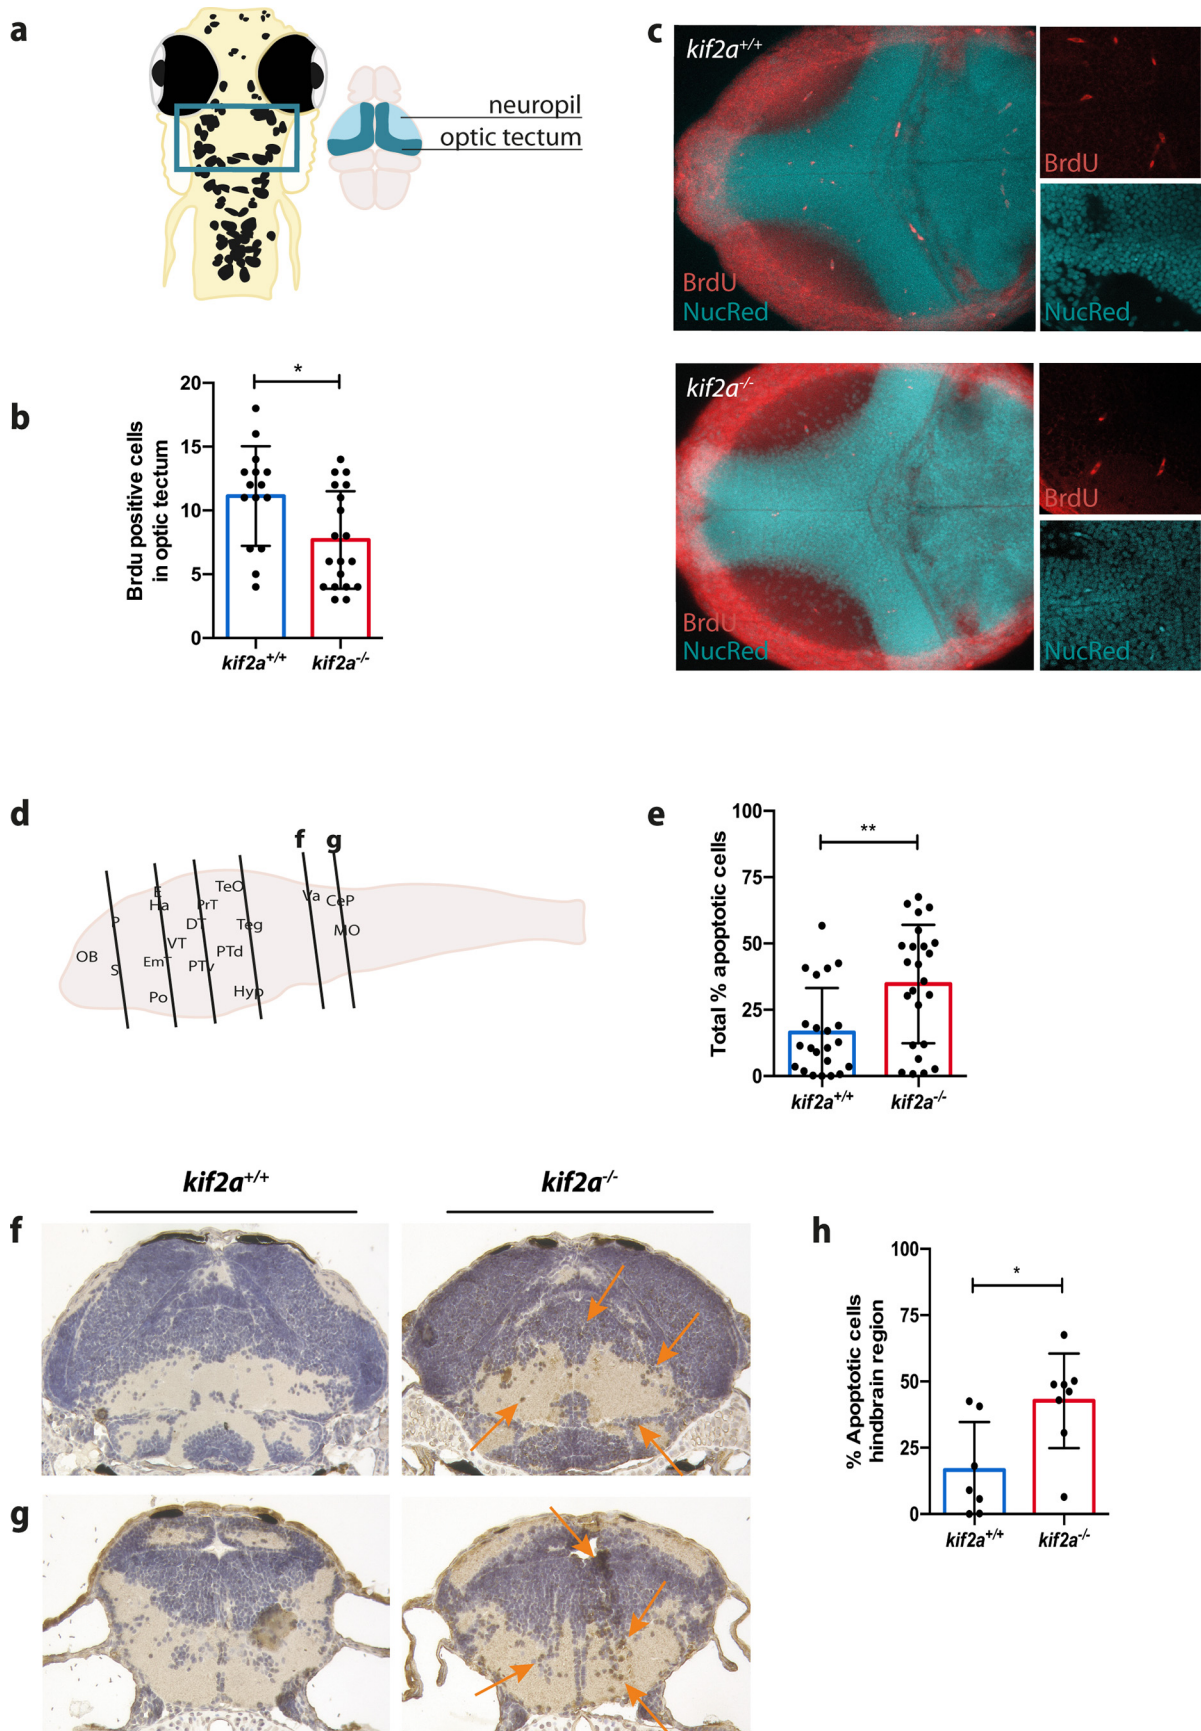 a
neuropil
optic tectum
b
Brdu positive cells
in optic tectum
*
20
15
10
5
0
kif2a+/+
kif2a-/-
c
kif2a+/+
BrdU
NucRed
BrdU
NucRed
kif2a-/-
BrdU
NucRed
BrdU
NucRed
d
f
g
OB
P
S
E
Ha
VT
EmT
Po
PrT
DT
PTv
TeO
Teg
PTd
Hyp
Va
CeP
MO
e
Total % apoptotic cells
**
100
75
50
25
0
kif2a+/+
kif2a-/-
kif2a+/+
kif2a-/-
f
g
h
% Apoptotic cells
hindbrain region
*
100
75
50
25
0
kif2a+/+
kif2a-/-